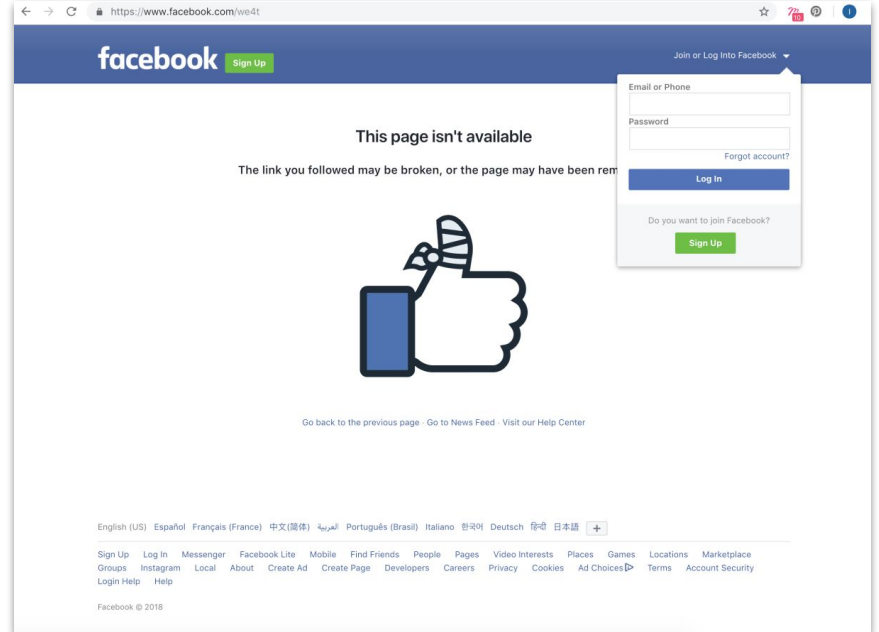 https://www.facebook.com/we4t
10
I
facebook Sign Up
Join or Log Into Facebook
Email or Phone
Password
Forgot account?
Log In
Do you want to join Facebook?
Sign Up
This page isn't available
The link you followed may be broken, or the page may have been rem
Go back to the previous page · Go to News Feed · Visit our Help Center
English (US) Español Français (France) 中文(简体) العربية Português (Brasil) Italiano 한국어 Deutsch हिन्दी 日本語 +
Sign Up Log In Messenger Facebook Lite Mobile Find Friends People Pages Video Interests Places Games Locations Marketplace
Groups Instagram Local About Create Ad Create Page Developers Careers Privacy Cookies Ad Choices Terms Account Security
Login Help Help
Facebook © 2018